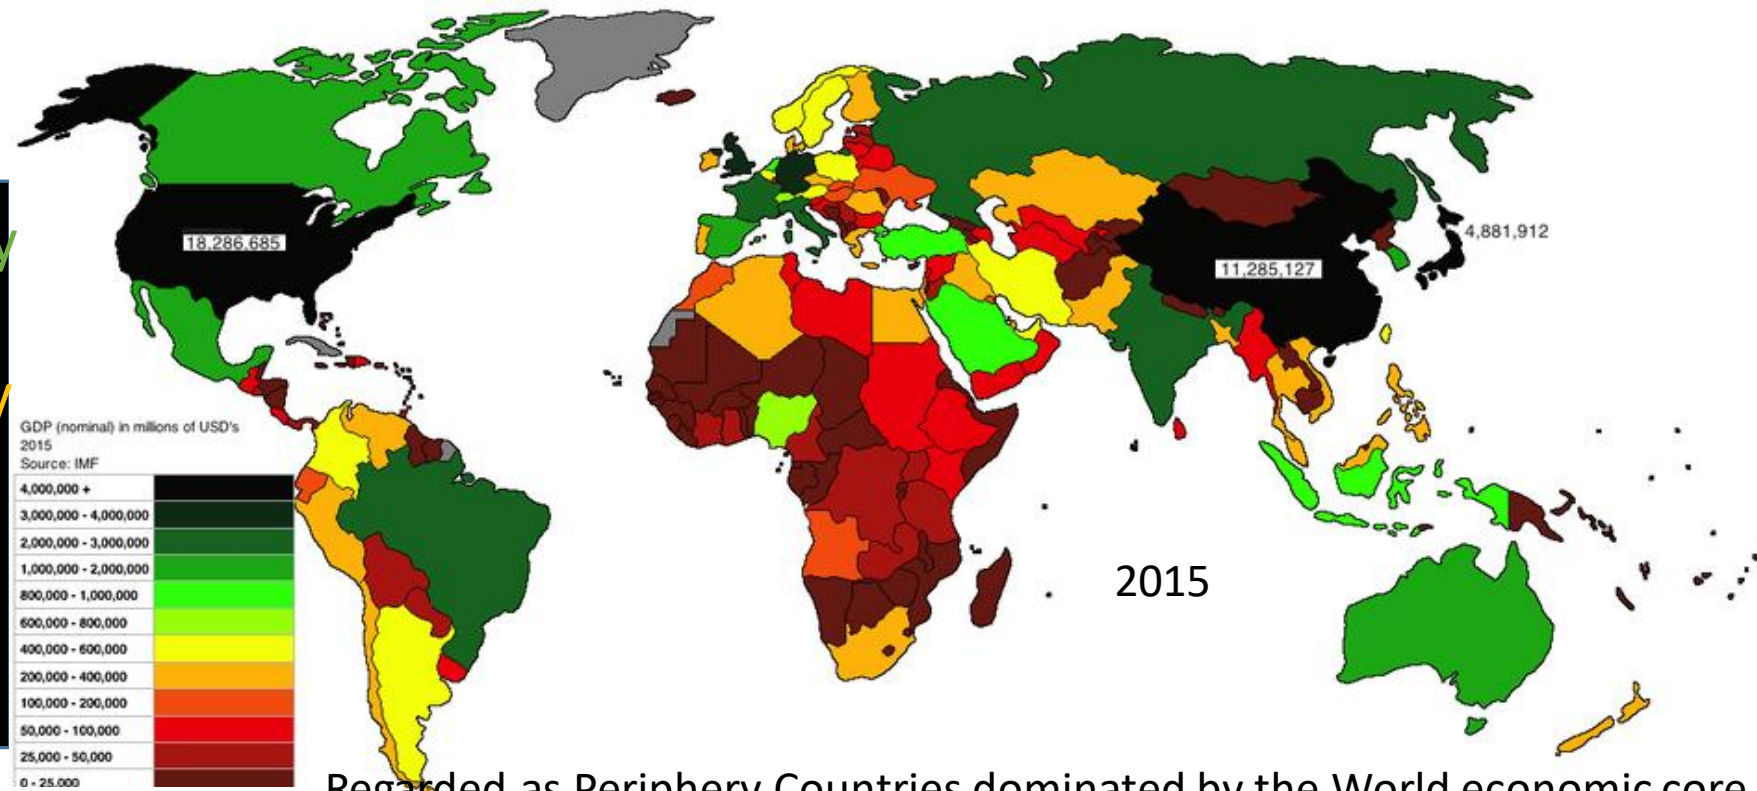 y
y
18,286,685
11,285,127
4,881,912
GDP (nominal) in millions of USD's
2015
Source: IMF
4,000,000 +
3,000,000 - 4,000,000
2,000,000 - 3,000,000
1,000,000 - 2,000,000
800,000 - 1,000,000
600,000 - 800,000
400,000 - 600,000
200,000 - 400,000
100,000 - 200,000
50,000 - 100,000
25,000 - 50,000
0 - 25,000
2015
Regarded as Periphery Countries dominated by the World economic core